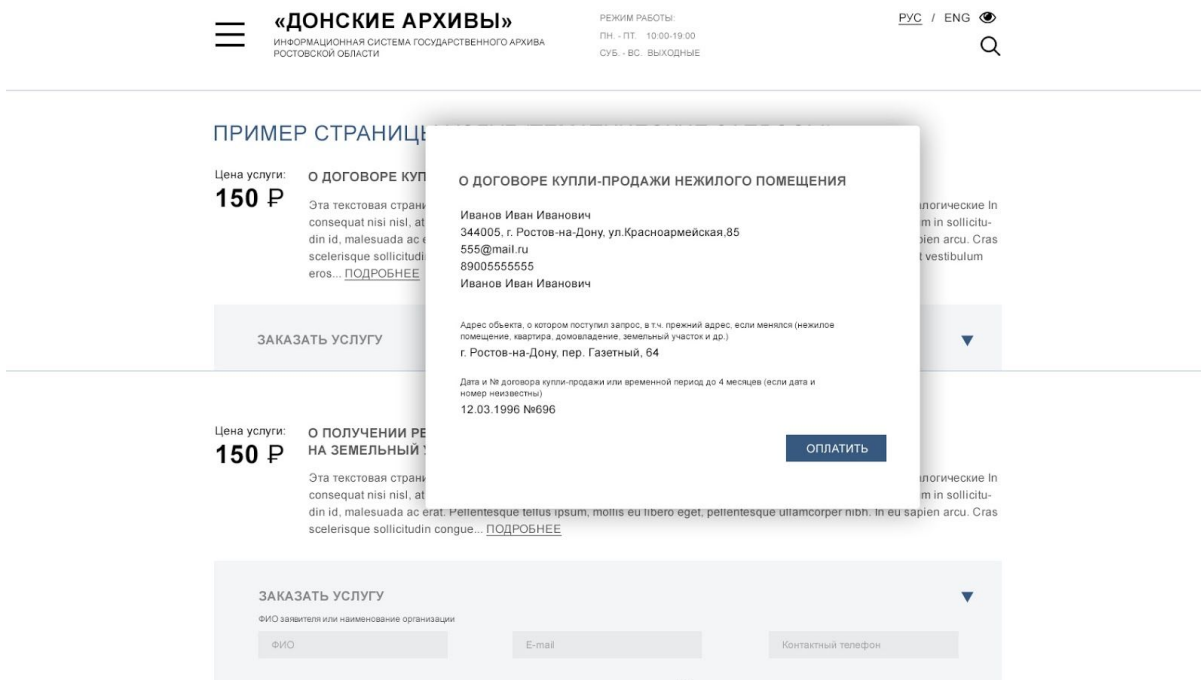 «ДОНСКИЕ АРХИВЫ»
ИНФОРМАЦИОННАЯ СИСТЕМА ГОСУДАРСТВЕННОГО АРХИВА
РОСТОВСКОЙ ОБЛАСТИ
РЕЖИМ РАБОТЫ:
ПН. - ПТ. 10:00-19:00
СУБ. - ВС. ВЫХОДНЫЕ
РУС / ENG
ПРИМЕР СТРАНИЦЫ
Цена услуги:
150 ₽
О ДОГОВОРЕ КУП
Эта текстовая страни
consequat nisi nisl, at
din id, malesuada ac e
scelerisque sollicitudi
eros... ПОДРОБНЕЕ
алогические In
m in sollicitu-
pien arcu. Cras
t vestibulum
ЗАКАЗАТЬ УСЛУГУ
О ДОГОВОРЕ КУПЛИ-ПРОДАЖИ НЕЖИЛОГО ПОМЕЩЕНИЯ
Иванов Иван Иванович
344005, г. Ростов-на-Дону, ул.Красноармейская,85
555@mail.ru
89005555555
Иванов Иван Иванович
Адрес объекта, о котором поступил запрос, в т.ч. прежний адрес, если менялся (нежилое
помещение, квартира, домовладение, земельный участок и др.)
г. Ростов-на-Дону, пер. Газетный, 64
Дата и № договора купли-продажи или временной период до 4 месяцев (если дата и
номер неизвестны)
12.03.1996 №696
ОПЛАТИТЬ
Цена услуги:
150 ₽
О ПОЛУЧЕНИИ РЕ
НА ЗЕМЕЛЬНЫЙ
Эта текстовая страни
consequat nisi nisl, at
алогические In
m in sollicitu-
din id, malesuada ac erat. Pellentesque tellus ipsum, mollis eu libero eget, pellentesque ullamcorper nibh. In eu sapien arcu. Cras
scelerisque sollicitudin congue... ПОДРОБНЕЕ
ЗАКАЗАТЬ УСЛУГУ
ФИО заявителя или наименование организации
ФИО
E-mail
Контактный телефон